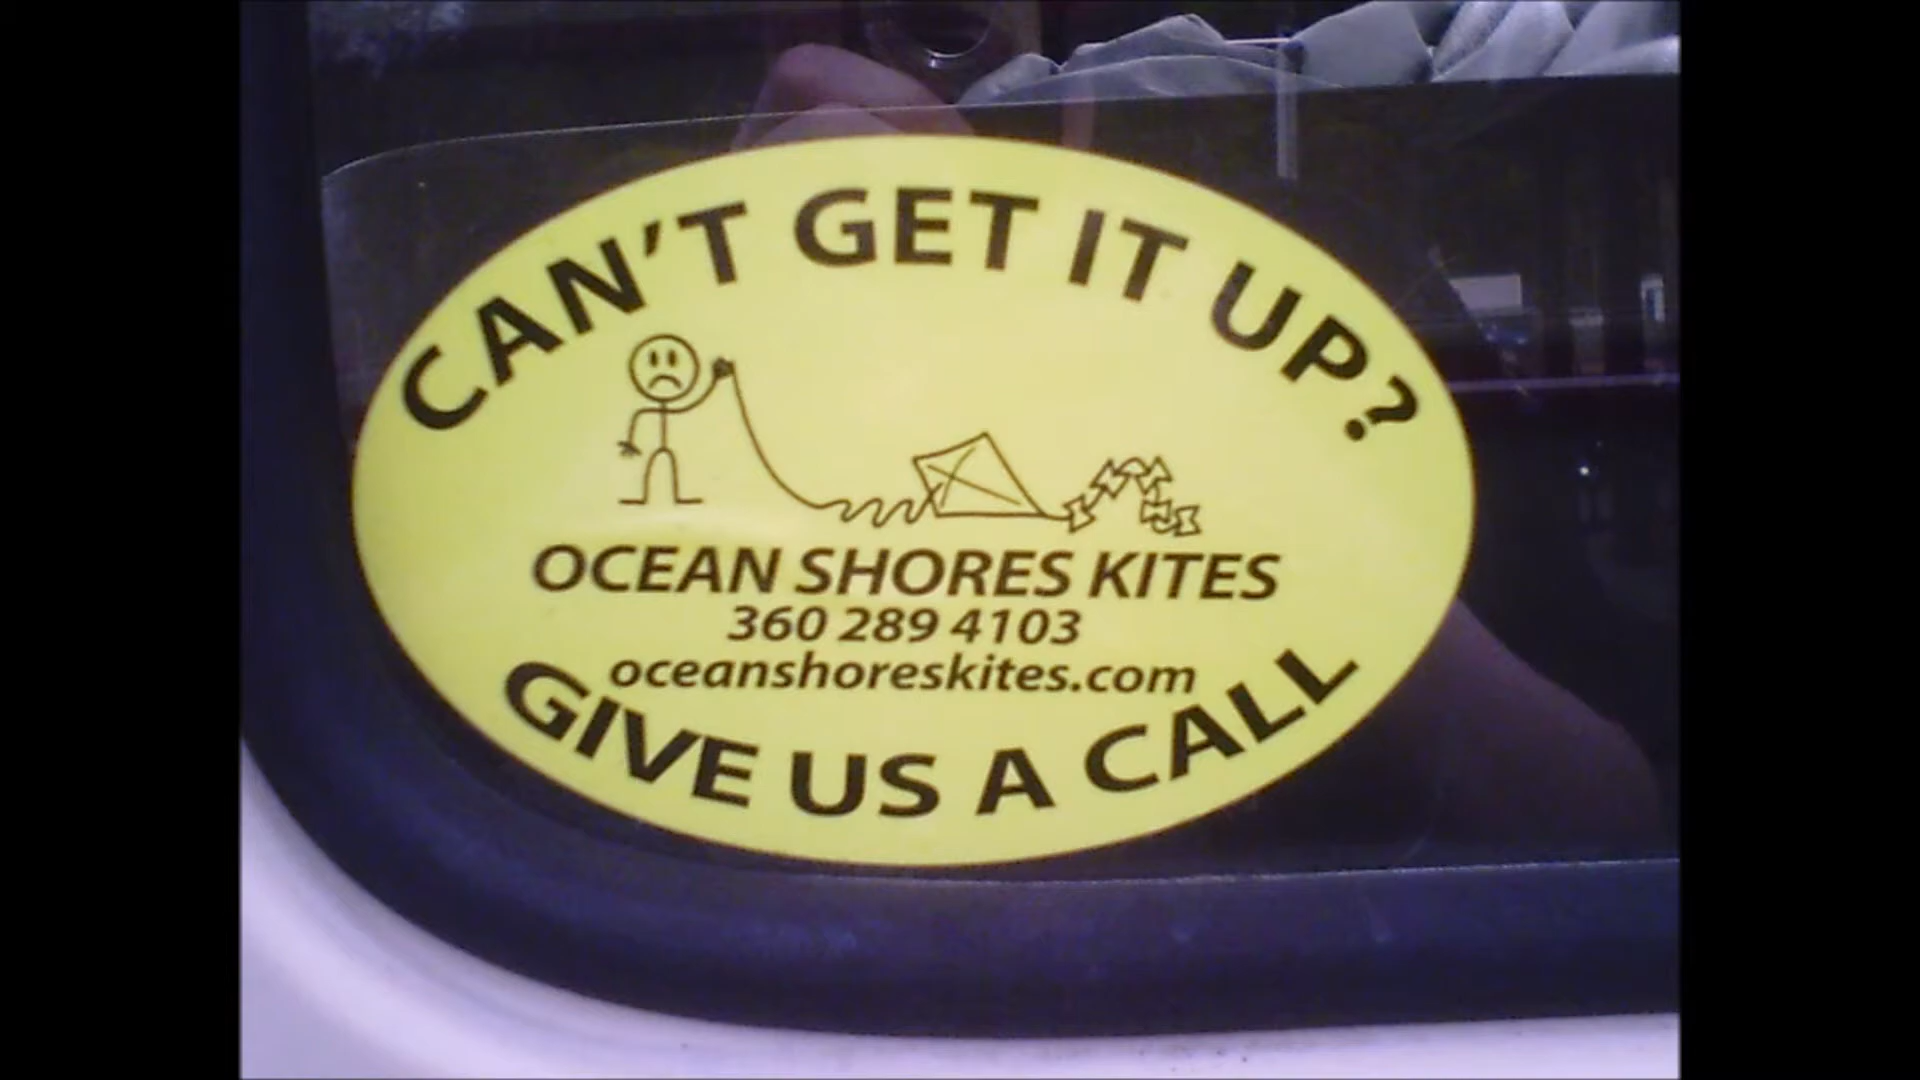 CAN'T GET IT UP?
OCEAN SHORES KITES
360 289 4103
oceanshoreskites.com
GIVE US A CALL